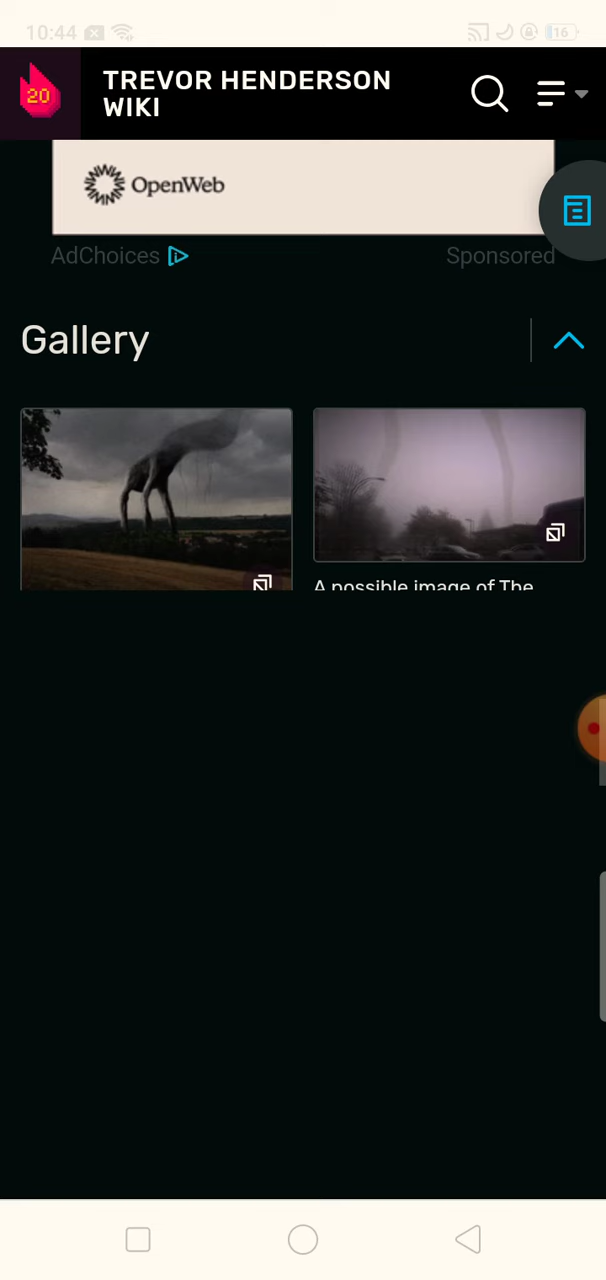 10:44
16
20
TREVOR HENDERSON
WIKI
OpenWeb
AdChoices
Sponsored
Gallery
A possible image of The